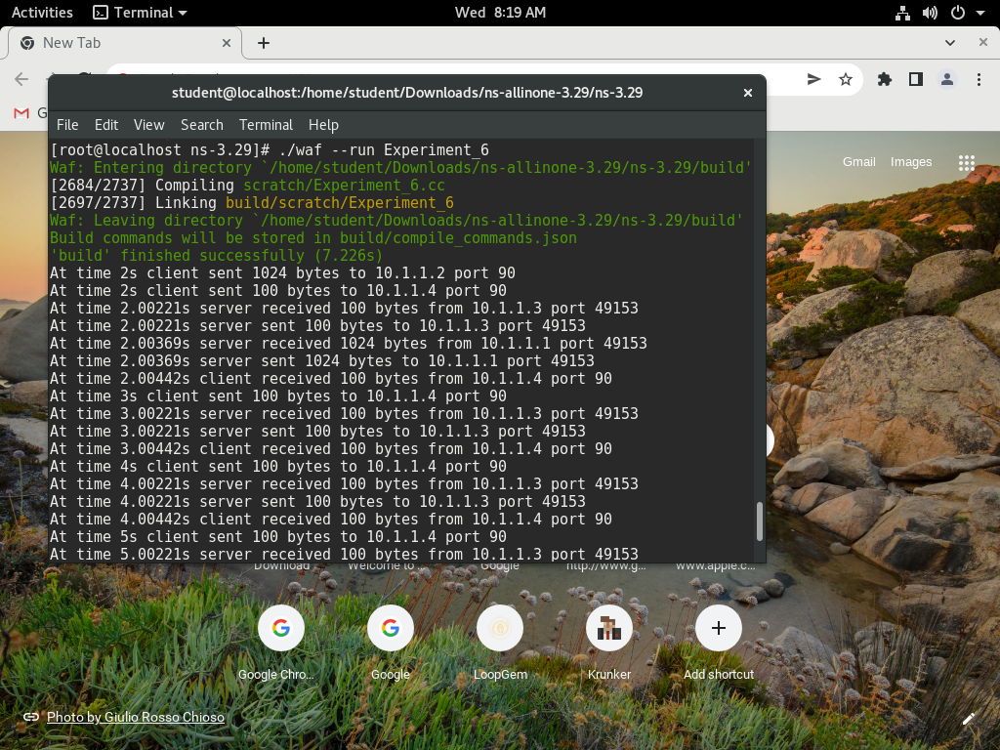 Activities
Terminal
Wed 8:19 AM
New Tab
G
student@localhost:/home/student/Downloads/ns-allinone-3.29/ns-3.29
File Edit View Search Terminal Help
Gmail Images
[root@localhost ns-3.29]# ./waf --run Experiment_6
Waf: Entering directory `/home/student/Downloads/ns-allinone-3.29/ns-3.29/build'
[2684/2737] Compiling scratch/Experiment_6.cc
[2697/2737] Linking build/scratch/Experiment_6
Waf: Leaving directory `/home/student/Downloads/ns-allinone-3.29/ns-3.29/build'
Build commands will be stored in build/compile_commands.json
'build' finished successfully (7.226s)
At time 2s client sent 1024 bytes to 10.1.1.2 port 90
At time 2s client sent 100 bytes to 10.1.1.4 port 90
At time 2.00221s server received 100 bytes from 10.1.1.3 port 49153
At time 2.00221s server sent 100 bytes to 10.1.1.3 port 49153
At time 2.00369s server received 1024 bytes from 10.1.1.1 port 49153
At time 2.00369s server sent 1024 bytes to 10.1.1.1 port 49153
At time 2.00442s client received 100 bytes from 10.1.1.4 port 90
At time 3s client sent 100 bytes to 10.1.1.4 port 90
At time 3.00221s server received 100 bytes from 10.1.1.3 port 49153
At time 3.00221s server sent 100 bytes to 10.1.1.3 port 49153
At time 3.00442s client received 100 bytes from 10.1.1.4 port 90
At time 4s client sent 100 bytes to 10.1.1.4 port 90
At time 4.00221s server received 100 bytes from 10.1.1.3 port 49153
At time 4.00221s server sent 100 bytes to 10.1.1.3 port 49153
At time 4.00442s client received 100 bytes from 10.1.1.4 port 90
At time 5s client sent 100 bytes to 10.1.1.4 port 90
At time 5.00221s server received 100 bytes from 10.1.1.3 port 49153
Download Welcome to ... Google http://www.g... www.apple.c...
Google Chro... Google LoopGem Krunker Add shortcut
Photo by Giulio Rosso Chioso